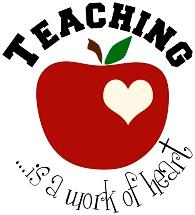 TEACHING
....is a work of heart